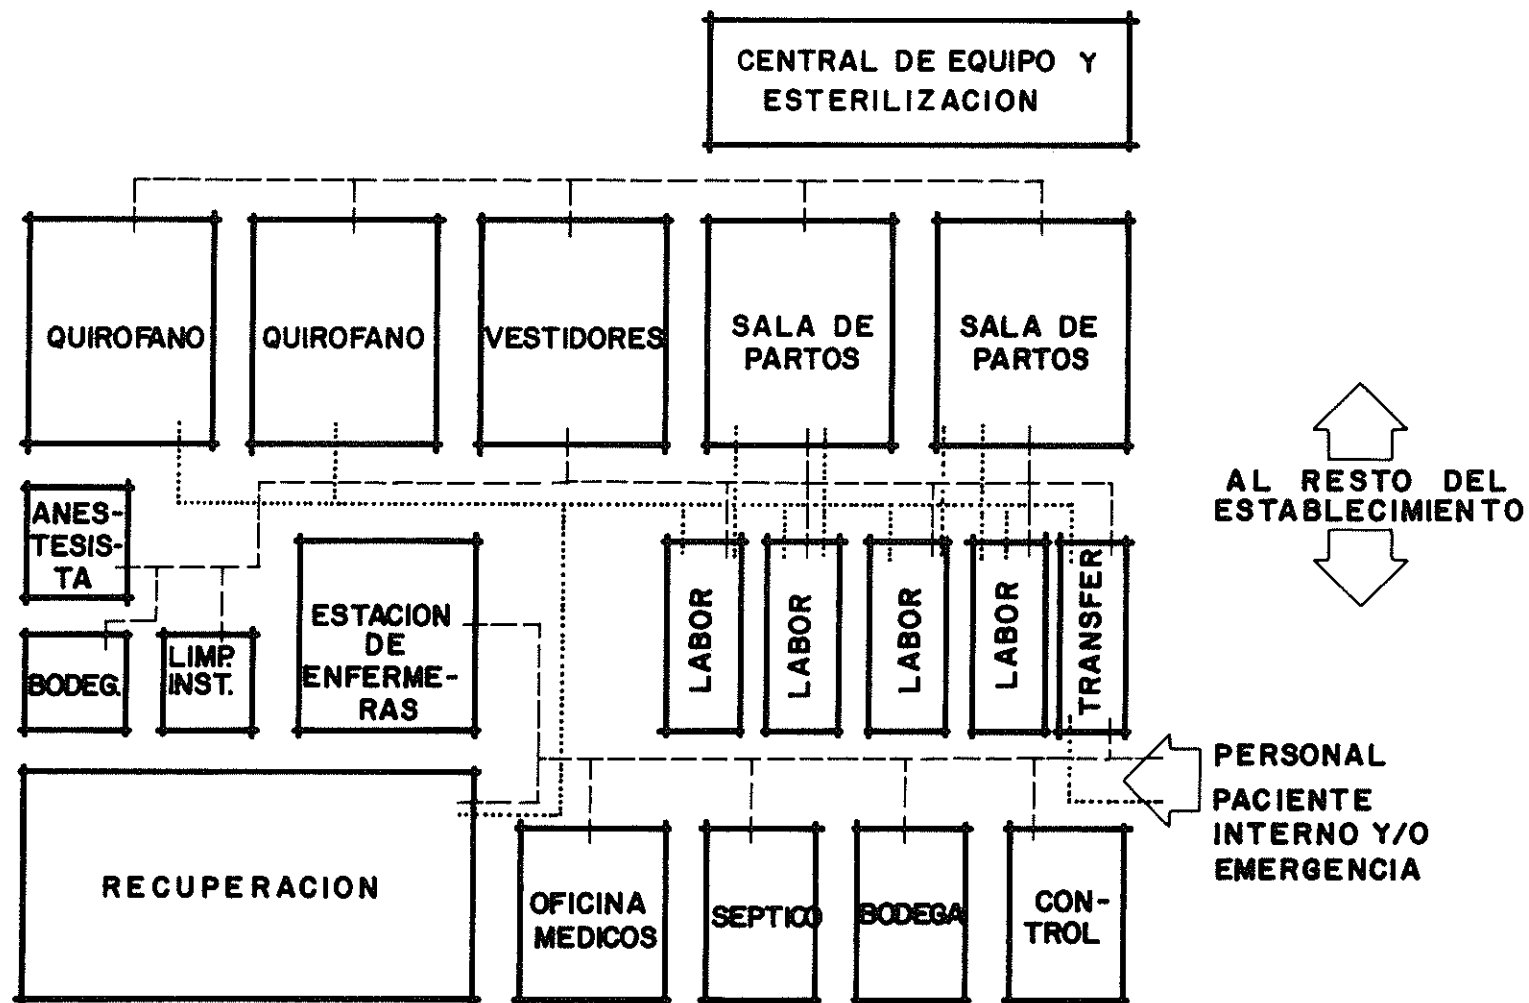 CENTRAL DE EQUIPO Y
ESTERILIZACION
QUIROFANO
QUIROFANO
VESTIDORES
SALA DE
PARTOS
SALA DE
PARTOS
AL RESTO DEL
ESTABLECIMIENTO
ANES-
TESIS-
TA
BODEG.
LIMP.
INST.
ESTACION
DE
ENFERME-
RAS
LABOR
LABOR
LABOR
LABOR
TRANSFER
PERSONAL
PACIENTE
INTERNO Y/O
EMERGENCIA
RECUPERACION
OFICINA
MEDICOS
SEPTICO
BODEGA
CON-
TROL